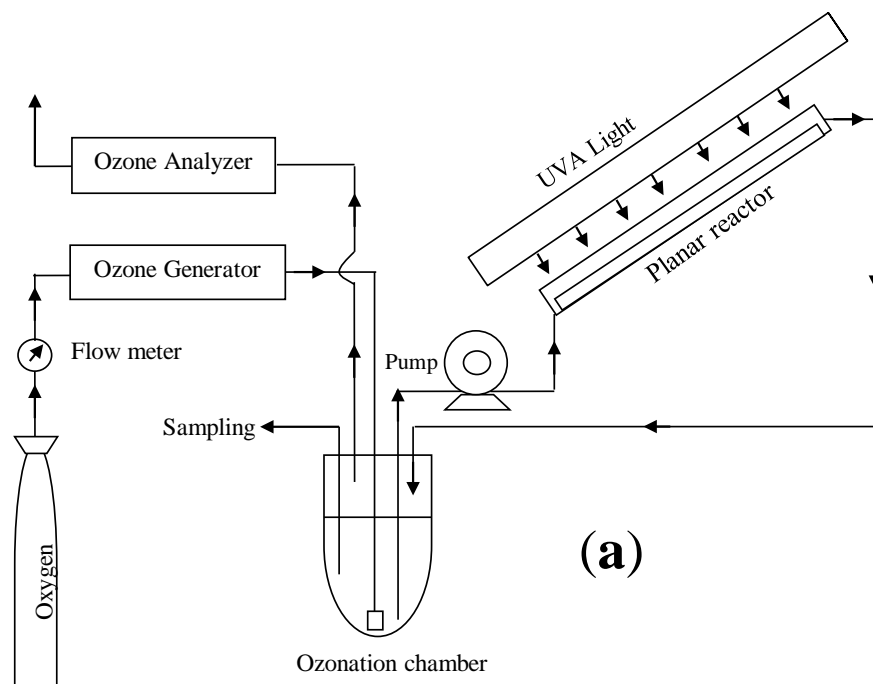 UVA Light
Ozone Analyzer
Planar reactor
Ozone Generator
Flow meter
Pump
Sampling
(a)
Oxygen
Ozonation chamber